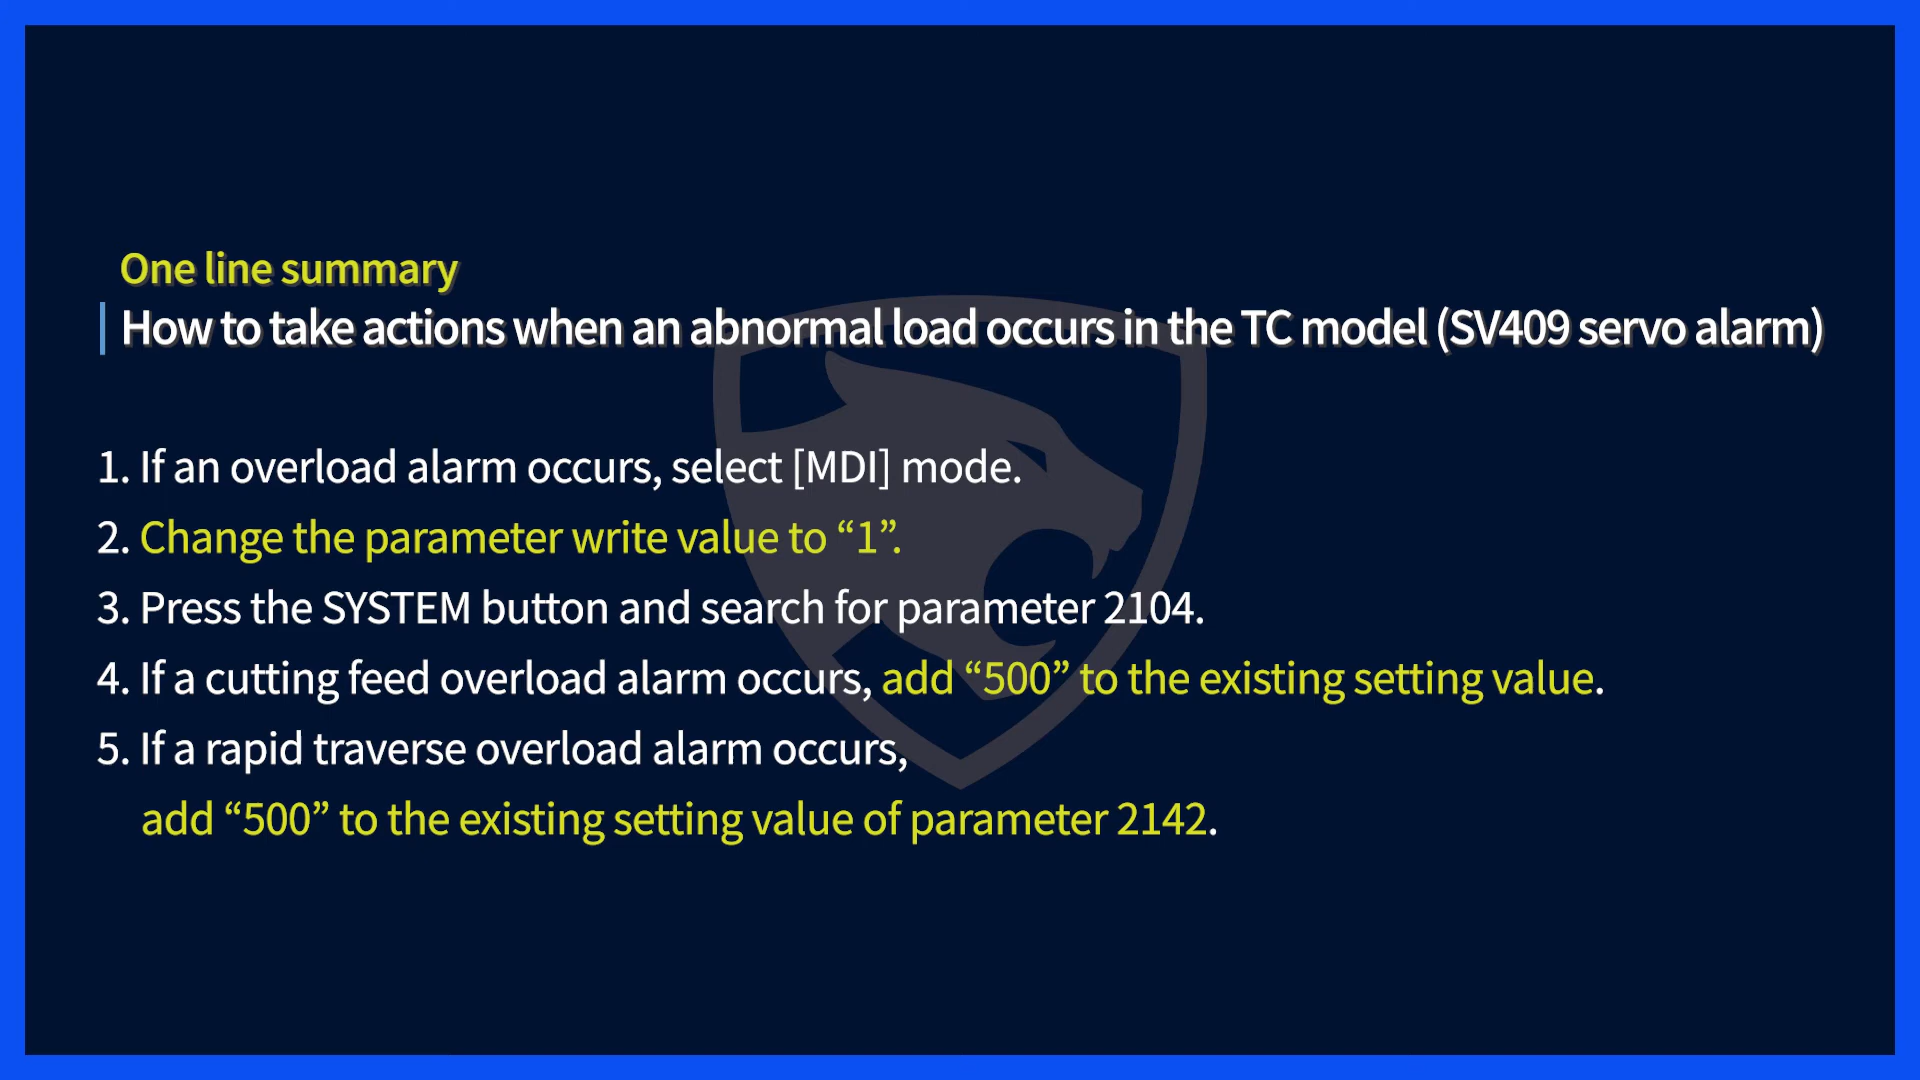 One line summary
How to take actions when an abnormal load occurs in the TC model (SV409 servo alarm)
1. If an overload alarm occurs, select [MDI] mode.
2. Change the parameter write value to “1”.
3. Press the SYSTEM button and search for parameter 2104.
4. If a cutting feed overload alarm occurs, add “500” to the existing setting value.
5. If a rapid traverse overload alarm occurs,
add “500” to the existing setting value of parameter 2142.